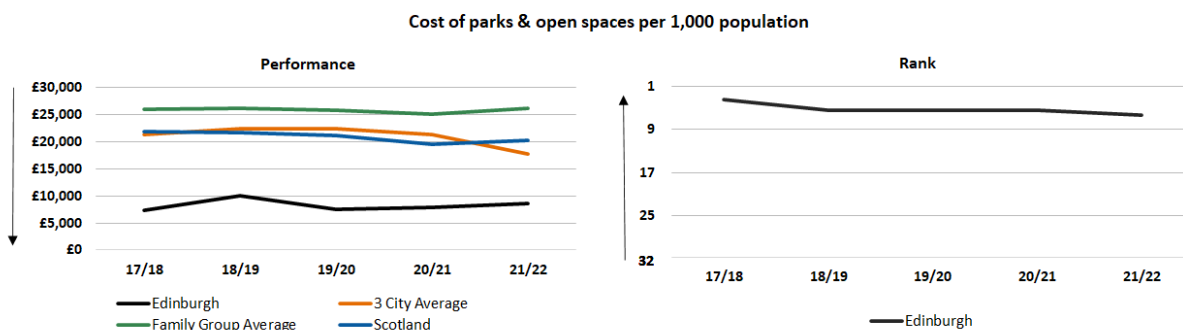 Cost of parks & open spaces per 1,000 population
Performance
£30,000
£25,000
£20,000
£15,000
£10,000
£5,000
£0
17/18 18/19 19/20 20/21 21/22
Edinburgh 3 City Average
Family Group Average Scotland
Rank
1
9
17
25
32
17/18 18/19 19/20 20/21 21/22
Edinburgh